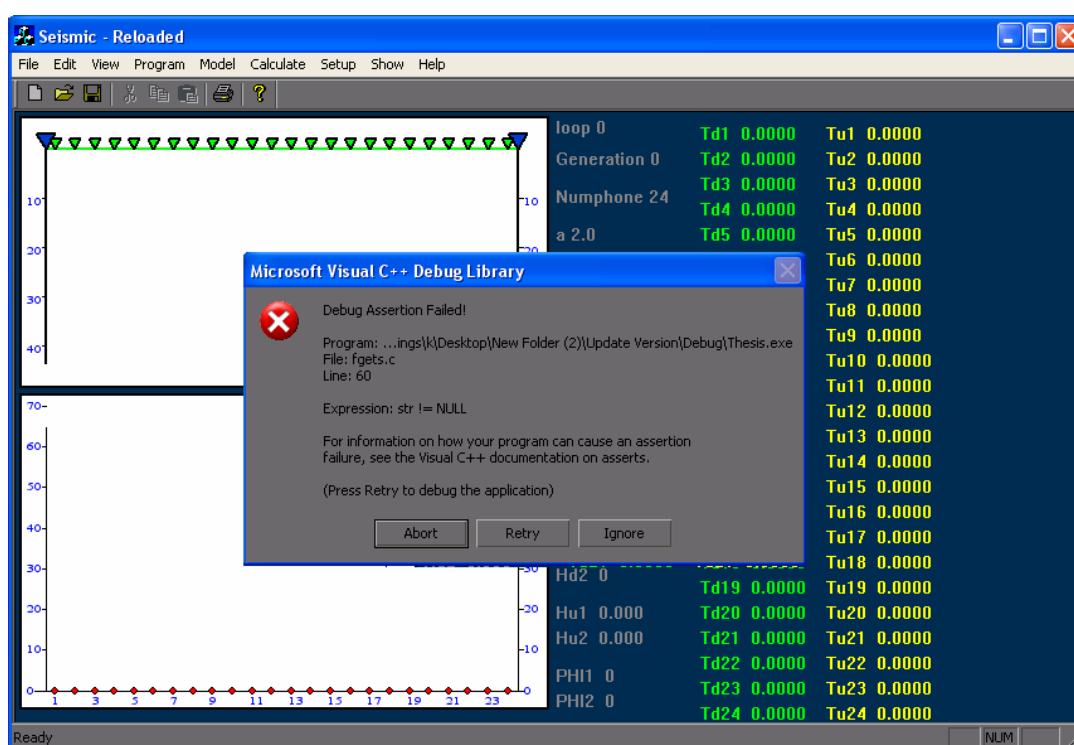 Seismic - Reloaded
File Edit View Program Model Calculate Setup Show Help
10
20
30
40
10
20
loop 0
Generation 0
Numphone 24
a 2.0
Td1 0.0000
Td2 0.0000
Td3 0.0000
Td4 0.0000
Td5 0.0000
Tu1 0.0000
Tu2 0.0000
Tu3 0.0000
Tu4 0.0000
Tu5 0.0000
Tu6 0.0000
Tu7 0.0000
Tu8 0.0000
Tu9 0.0000
Tu10 0.0000
Tu11 0.0000
Tu12 0.0000
Tu13 0.0000
Tu14 0.0000
Tu15 0.0000
Tu16 0.0000
Tu17 0.0000
Tu18 0.0000
Tu19 0.0000
Tu20 0.0000
Tu21 0.0000
Tu22 0.0000
Tu23 0.0000
Tu24 0.0000
Microsoft Visual C++ Debug Library
Debug Assertion Failed!
Program: ...ings\k\Desktop\New Folder (2)\Update Version\Debug\Thesis.exe
File: fgets.c
Line: 60
Expression: str != NULL
For information on how your program can cause an assertion
failure, see the Visual C++ documentation on asserts.
(Press Retry to debug the application)
Abort Retry Ignore
70
60
50
40
30
20
10
0
30
20
10
0
1 3 5 7 9 11 13 15 17 19 21 23
Hd2 0
Hu1 0.000
Hu2 0.000
PHI1 0
PHI2 0
Td19 0.0000
Td20 0.0000
Td21 0.0000
Td22 0.0000
Td23 0.0000
Td24 0.0000
Ready
NUM